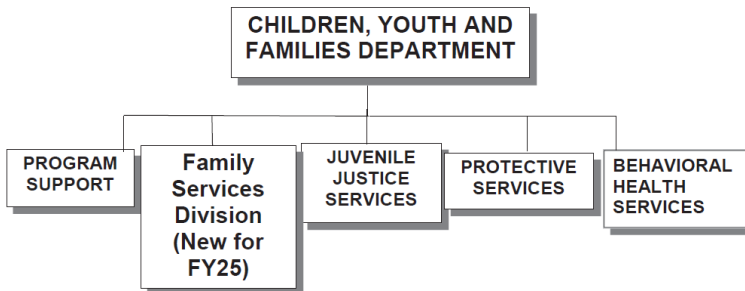 CHILDREN, YOUTH AND
FAMILIES DEPARTMENT
PROGRAM
SUPPORT
Family
Services
Division
(New for
FY25)
JUVENILE
JUSTICE
SERVICES
PROTECTIVE
SERVICES
BEHAVIORAL
HEALTH
SERVICES